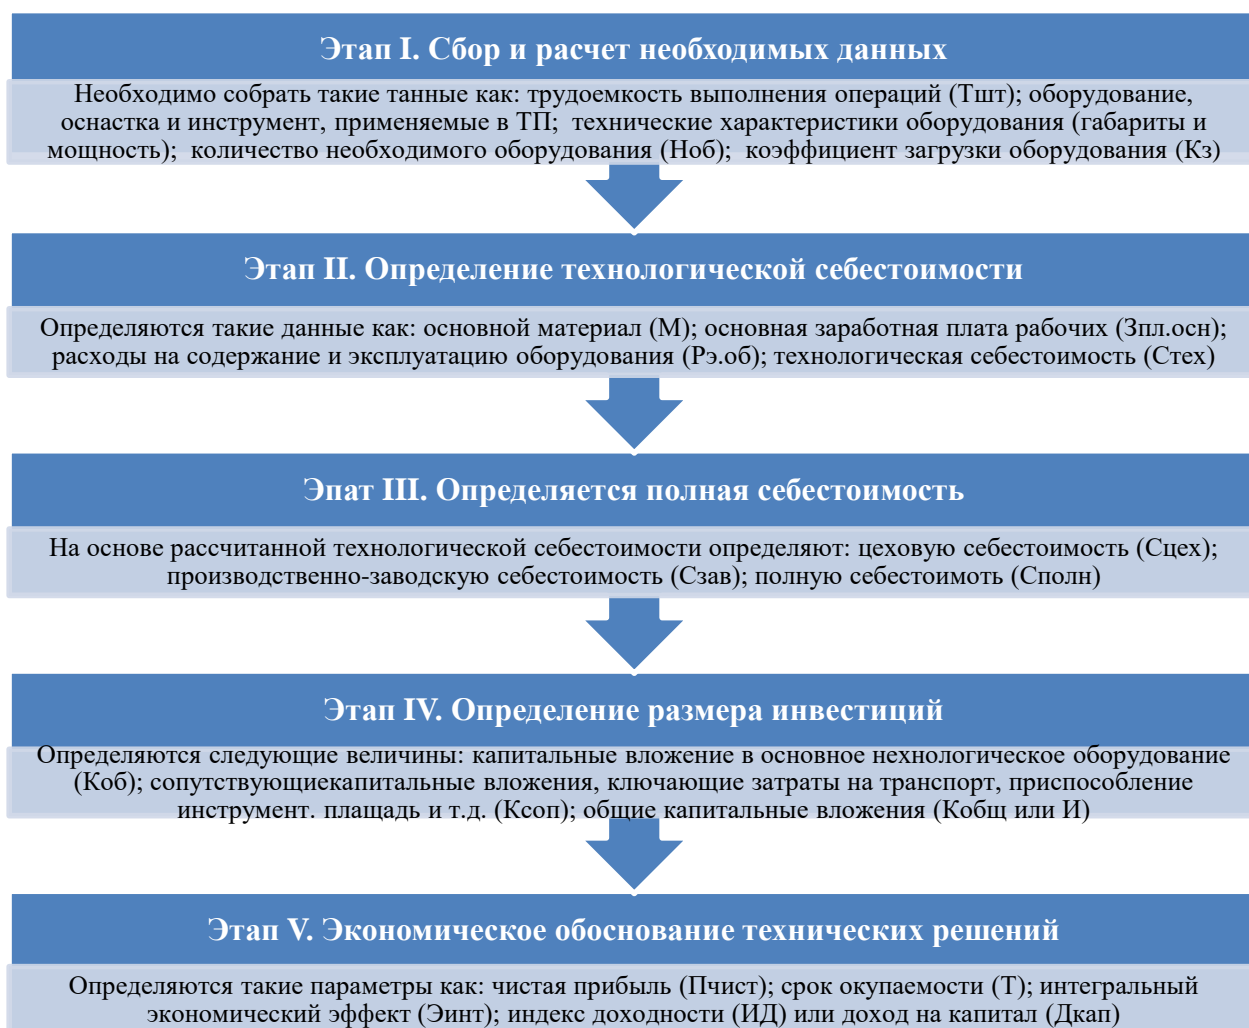 Этап I. Сбор и расчет необходимых данных
Необходимо собрать такие танные как: трудоемкость выполнения операций (Тшт); оборудование,
оснастка и инструмент, применяемые в ТП; технические характеристики оборудования (габариты и
мощность); количество необходимого оборудования (Ноб); коэффициент загрузки оборудования (Кз)
Этап II. Определение технологической себестоимости
Определяются такие данные как: основной материал (М); основная заработная плата рабочих (Зпл.осн);
расходы на содержание и эксплуатацию оборудования (Рэ.об); технологическая себестоимость (Стех)
Эпат III. Определяется полная себестоимость
На основе рассчитанной технологической себестоимости определяют: цеховую себестоимость (Сцех);
производственно-заводскую себестоимость (Сзав); полную себестоимоть (Сполн)
Этап IV. Определение размера инвестиций
Определяются следующие величины: капитальные вложение в основное нехнологическое оборудование
(Коб); сопутствующиекапитальные вложения, ключающие затраты на транспорт, приспособление
инструмент. плащадь и т.д. (Ксоп); общие капитальные вложения (Кобщ или И)
Этап V. Экономическое обоснование технических решений
Определяются такие параметры как: чистая прибыль (Пчист); срок окупаемости (Т); интегральный
экономический эффект (Эинт); индекс доходности (ИД) или доход на капитал (Дкап)